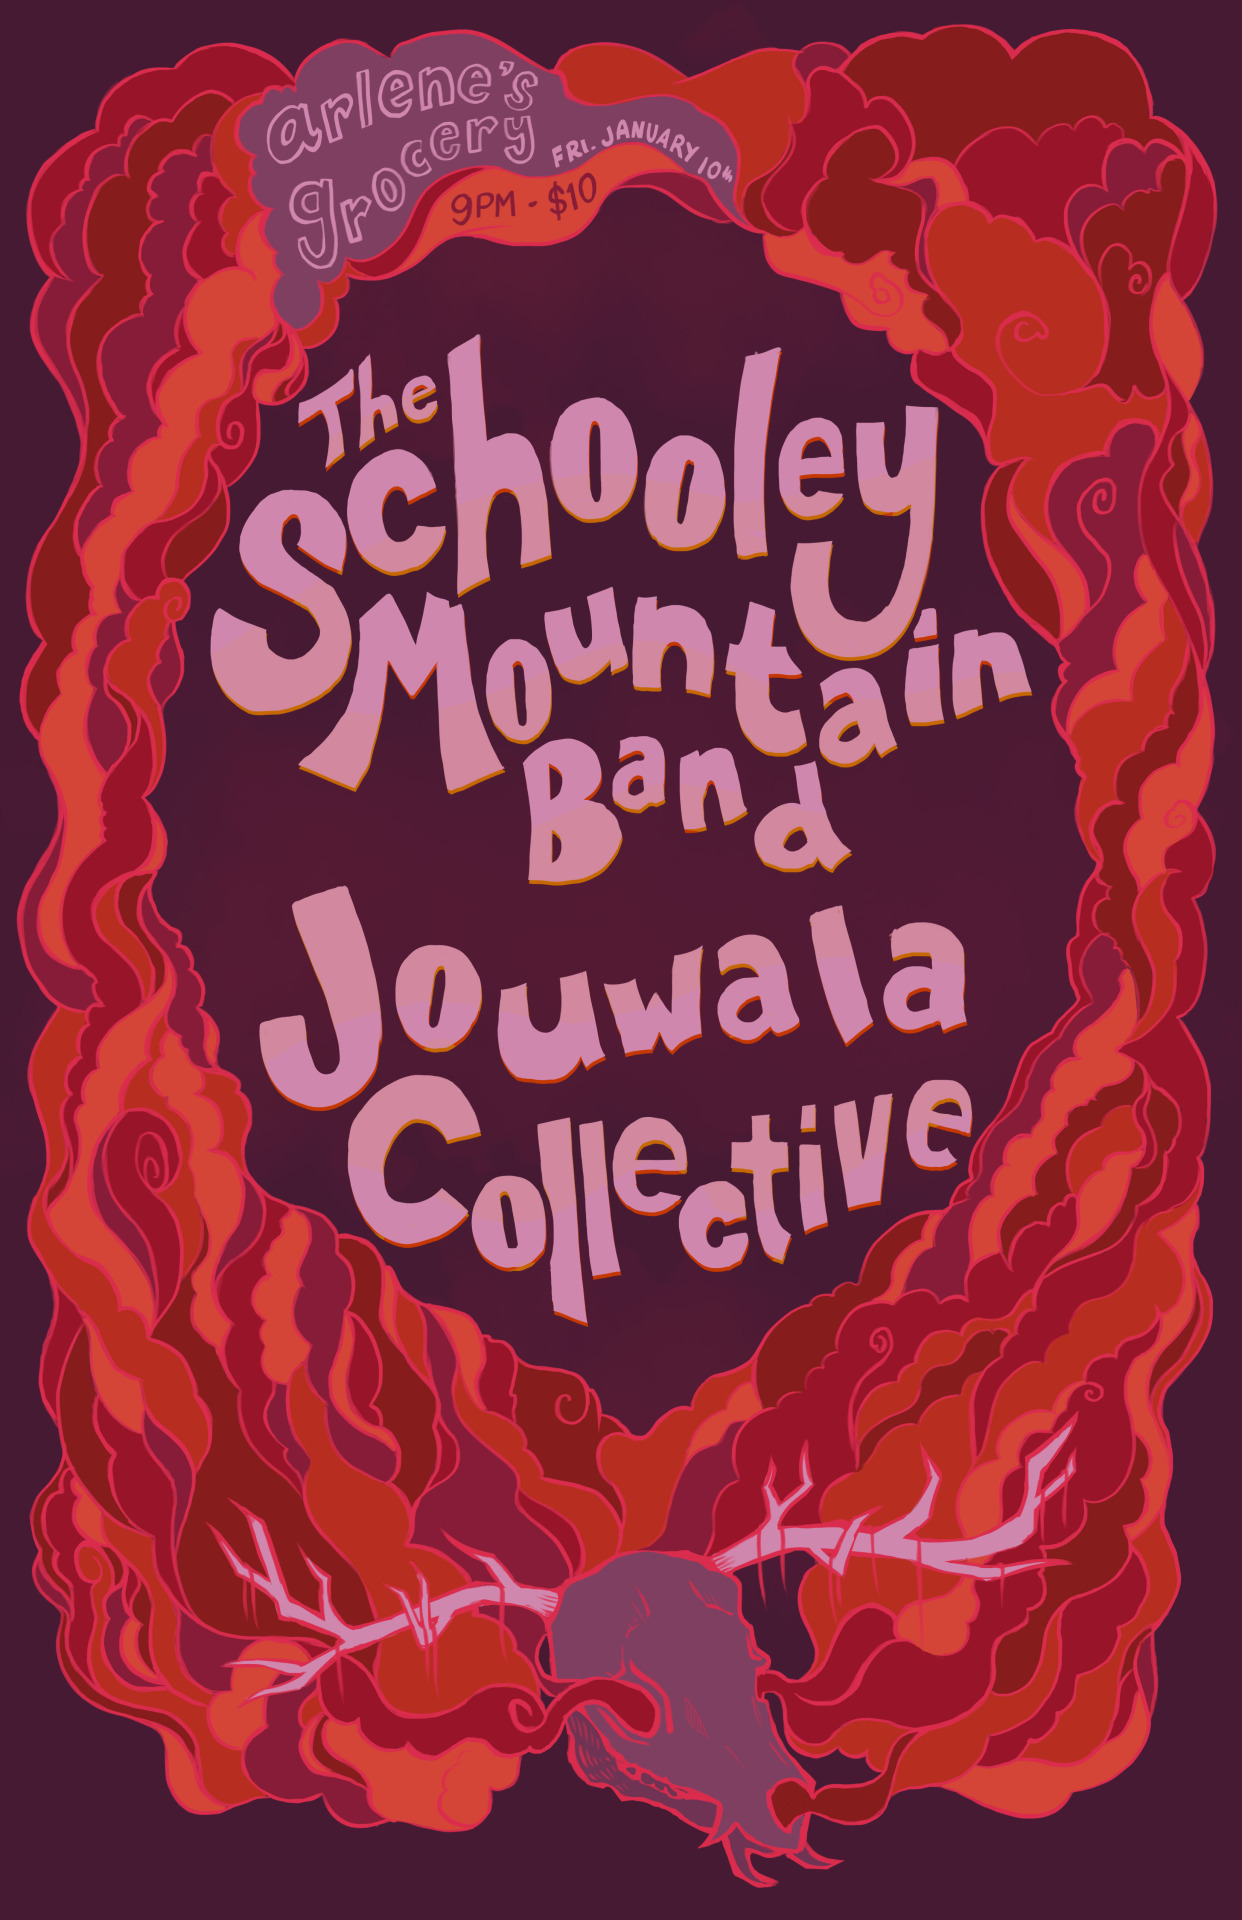 arlene's
grocery
FRI. JANUARY 10th
9PM - $10
The
Schooley
Mountain
Band
Jouwala
Collective